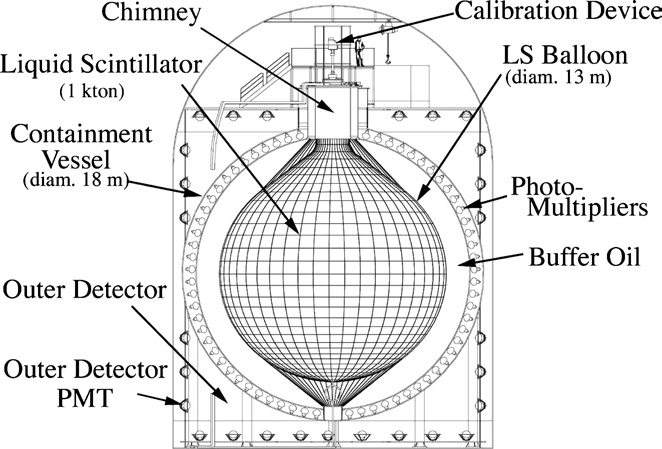 Chimney
Calibration Device
Liquid Scintillator
(1 kton)
LS Balloon
(diam. 13 m)
Containment
Vessel
(diam. 18 m)
Photo-
Multipliers
Buffer Oil
Outer Detector
Outer Detector
PMT